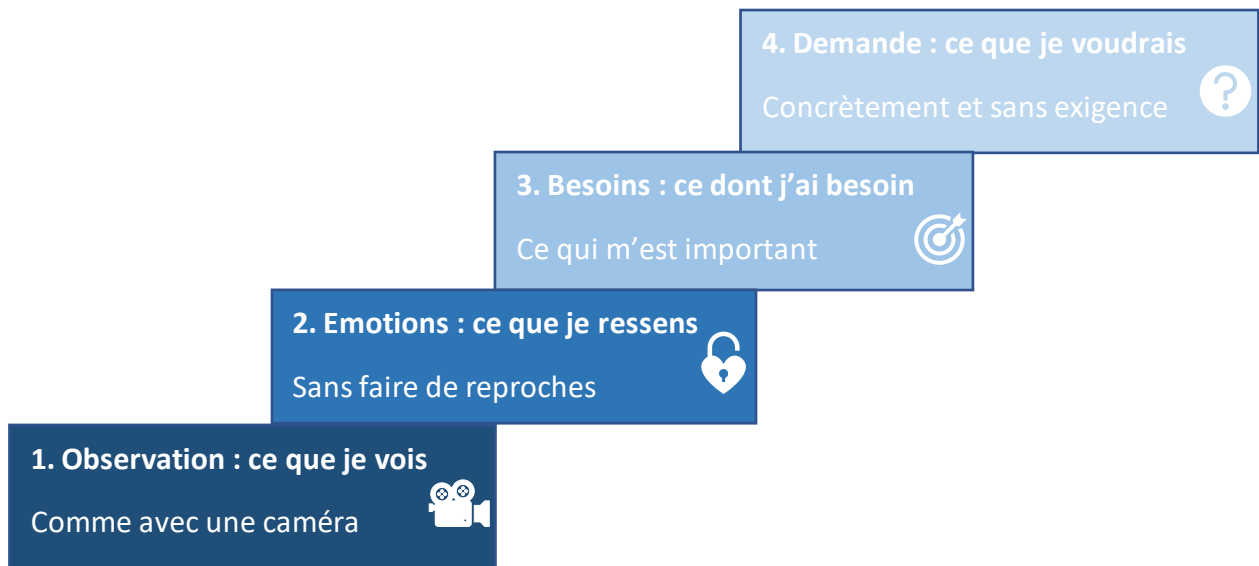 4. Demande : ce que je voudrais
Concrètement et sans exigence
3. Besoins : ce dont j’ai besoin
Ce qui m’est important
2. Emotions : ce que je ressens
Sans faire de reproches
1. Observation : ce que je vois
Comme avec une caméra